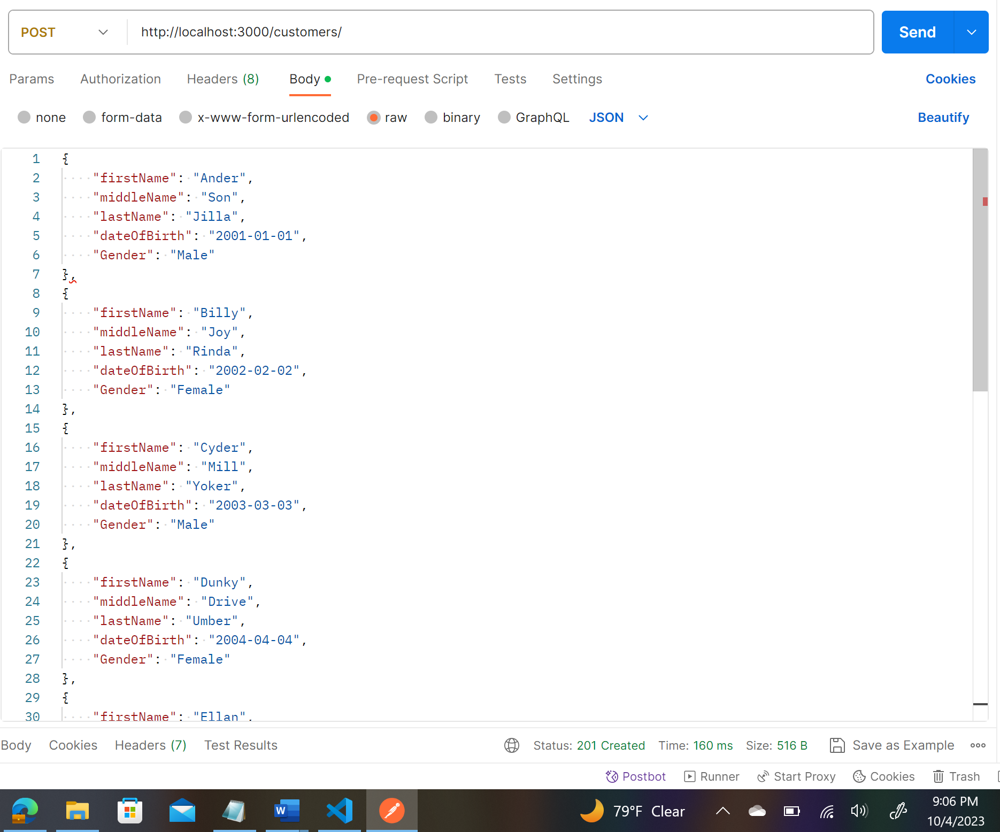 POST http://localhost:3000/customers/ Send
Params Authorization Headers (8) Body Pre-request Script Tests Settings Cookies
none form-data x-www-form-urlencoded raw binary GraphQL JSON Beautify
1 {
2 "firstName": "Ander",
3 "middleName": "Son",
4 "lastName": "Jilla",
5 "dateOfBirth": "2001-01-01",
6 "Gender": "Male"
7 },
8 {
9 "firstName": "Billy",
10 "middleName": "Joy",
11 "lastName": "Rinda",
12 "dateOfBirth": "2002-02-02",
13 "Gender": "Female"
14 },
15 {
16 "firstName": "Cyder",
17 "middleName": "Mill",
18 "lastName": "Yoker",
19 "dateOfBirth": "2003-03-03",
20 "Gender": "Male"
21 },
22 {
23 "firstName": "Dunky",
24 "middleName": "Drive",
25 "lastName": "Umber",
26 "dateOfBirth": "2004-04-04",
27 "Gender": "Female"
28 },
29 {
30 "firstName": "Ellan",
Body Cookies Headers (7) Test Results Status: 201 Created Time: 160 ms Size: 516 B Save as Example
Postbot Runner Start Proxy Cookies Trash
W 79°F Clear 9:06 PM
10/4/2023